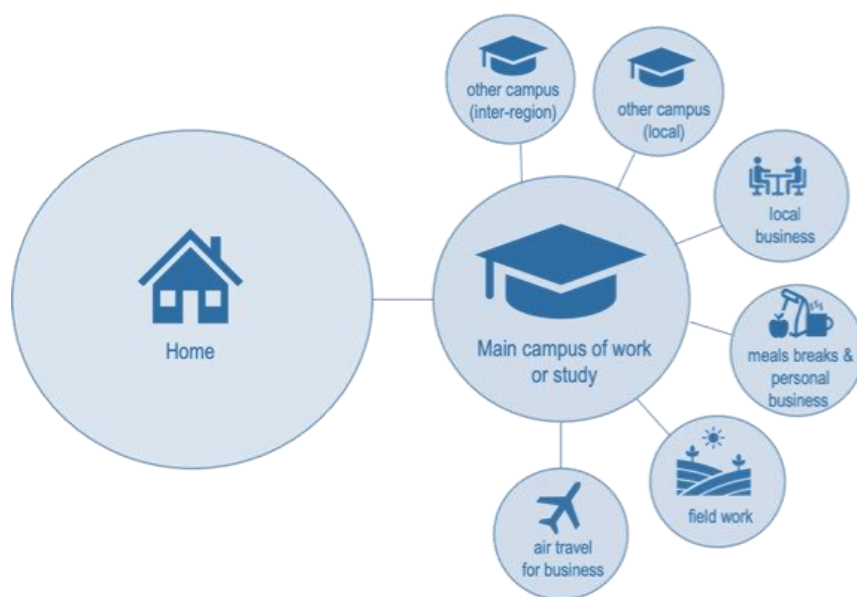 other campus
(inter-region)
other campus
(local)
local
business
Home
Main campus of work
or study
meals breaks &
personal
business
field work
air travel
for business